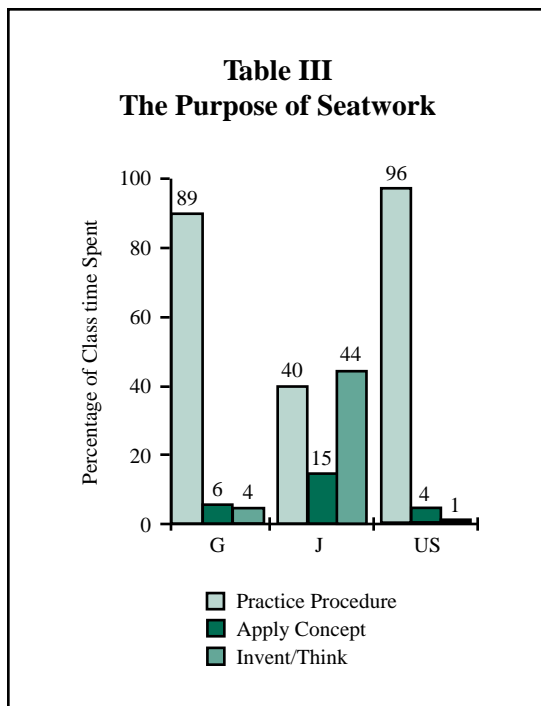 Table III
The Purpose of Seatwork
Percentage of Class time Spent
100
80
60
40
20
0
89
6
4
40
15
44
96
4
1
G
J
US
Practice Procedure
Apply Concept
Invent/Think